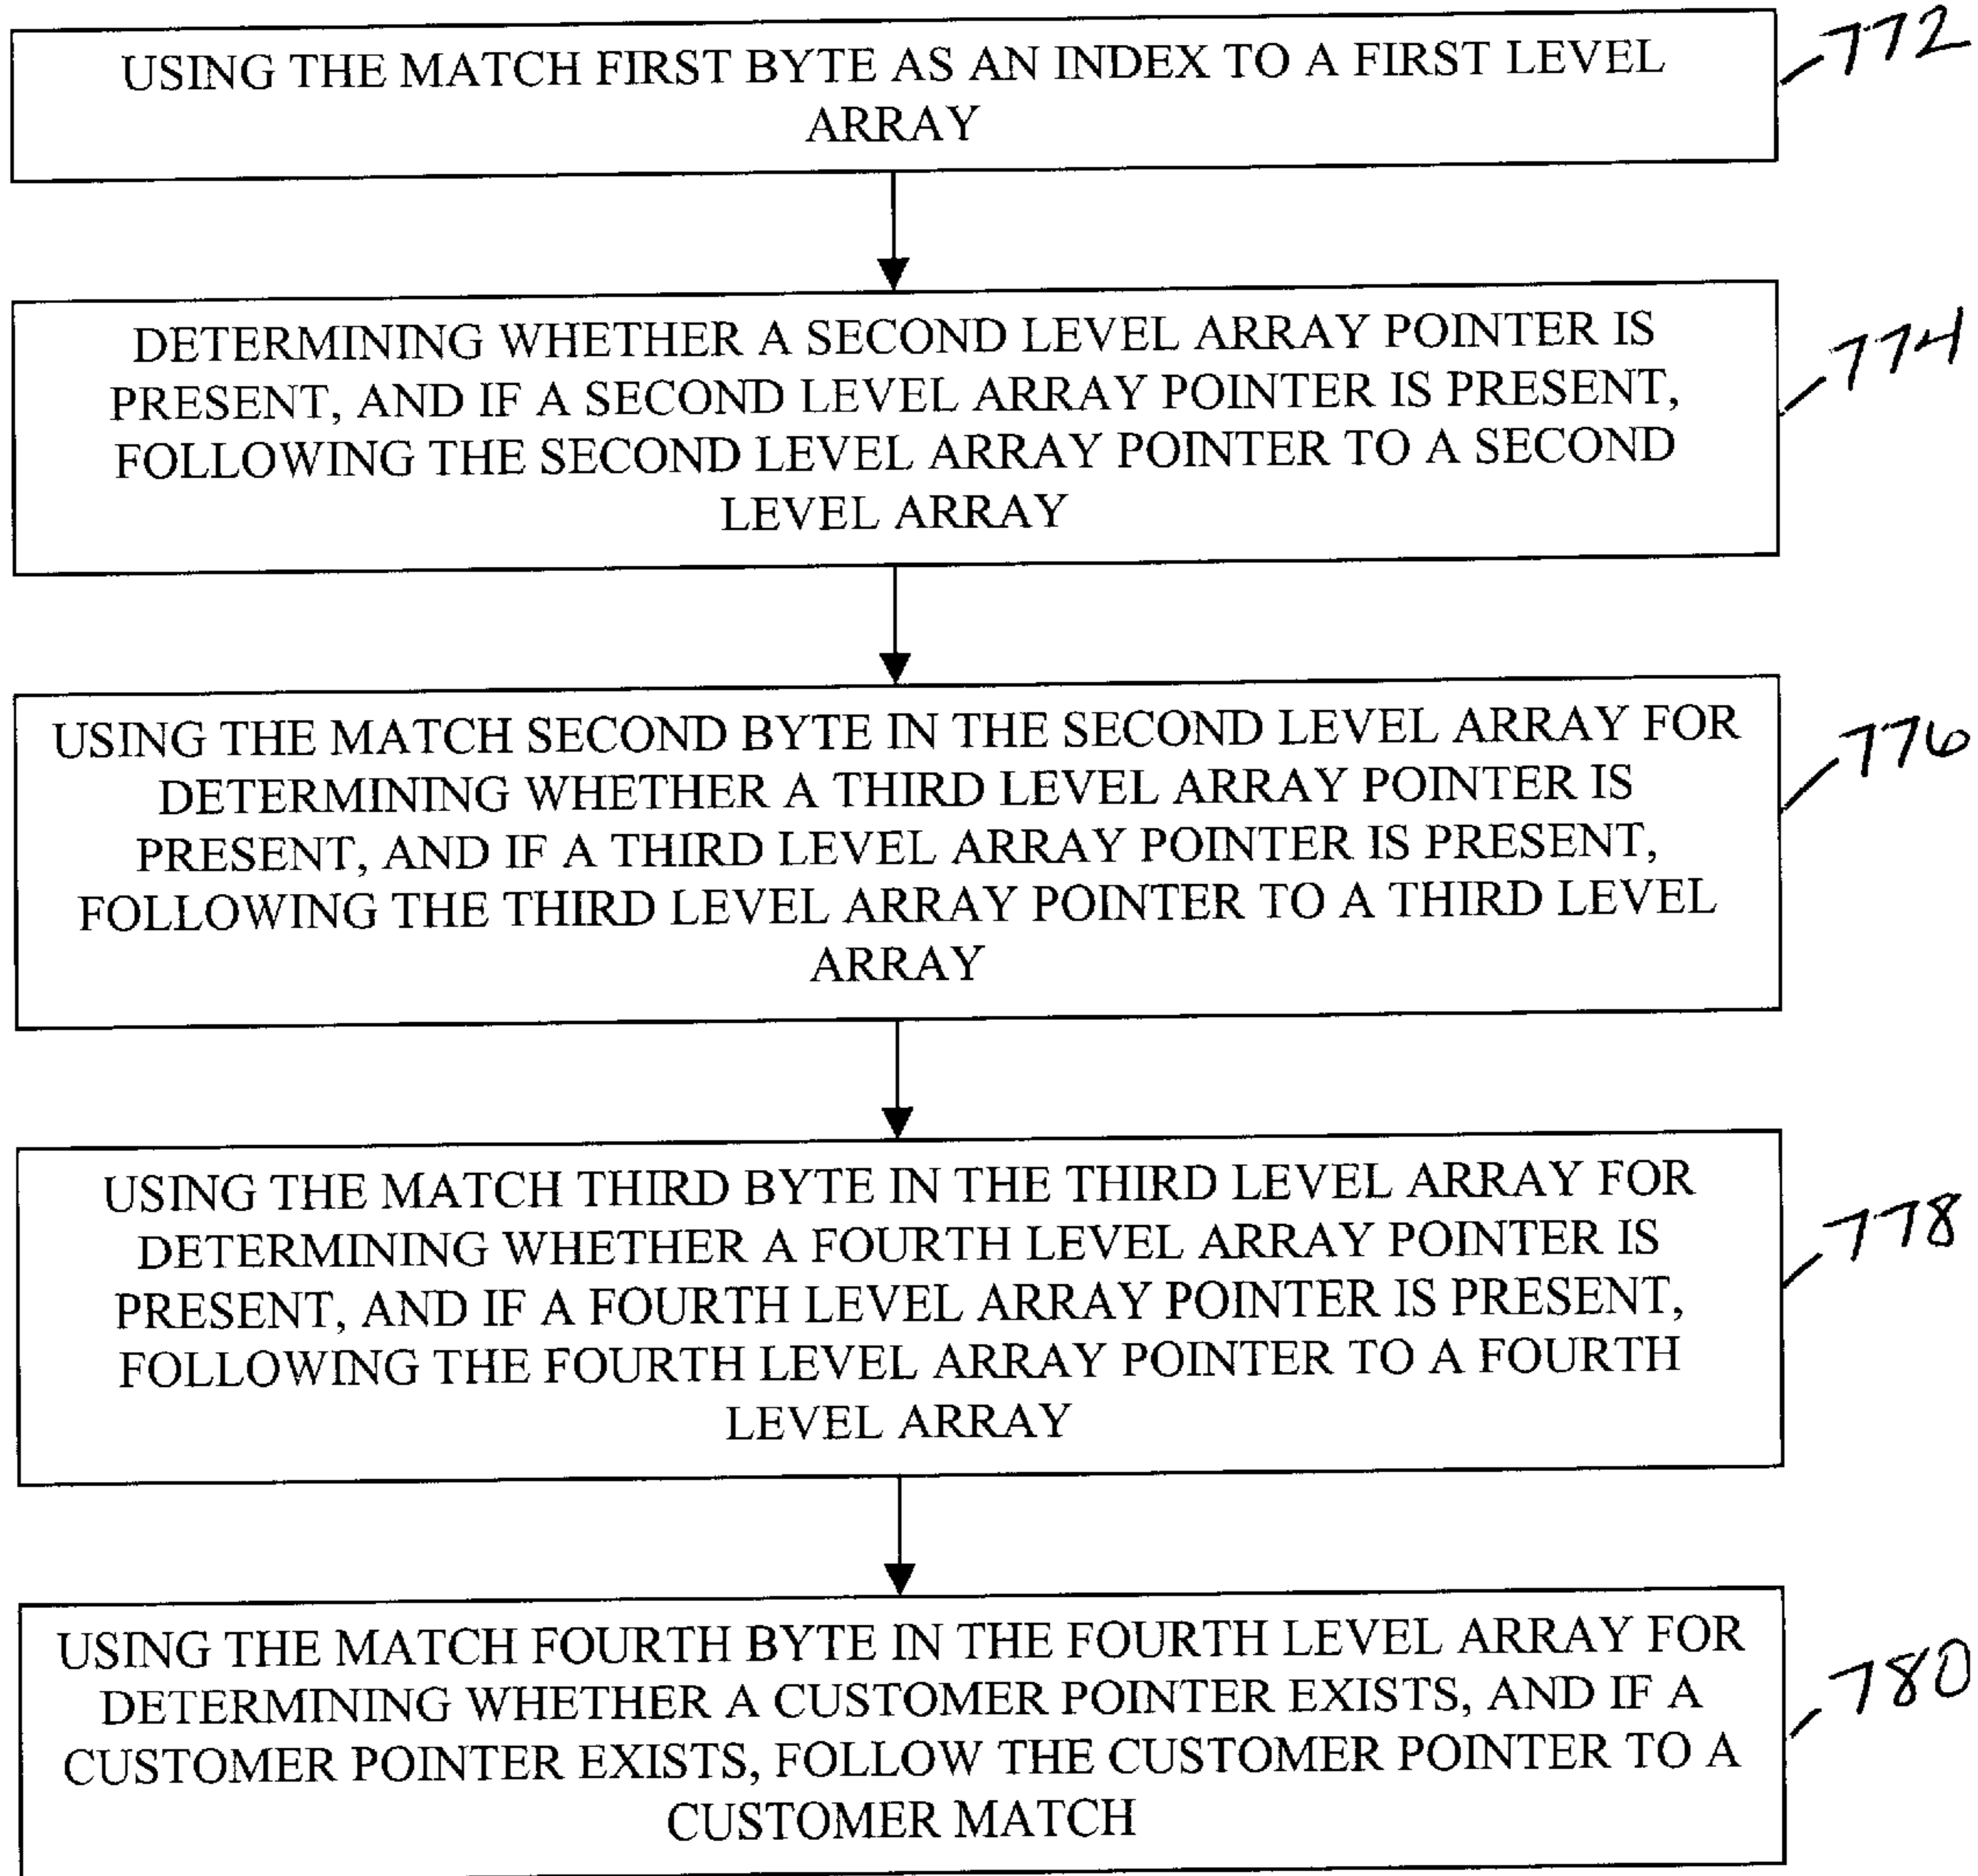 USING THE MATCH FIRST BYTE AS AN INDEX TO A FIRST LEVEL
ARRAY
772
DETERMINING WHETHER A SECOND LEVEL ARRAY POINTER IS
PRESENT, AND IF A SECOND LEVEL ARRAY POINTER IS PRESENT,
FOLLOWING THE SECOND LEVEL ARRAY POINTER TO A SECOND
LEVEL ARRAY
774
USING THE MATCH SECOND BYTE IN THE SECOND LEVEL ARRAY FOR
DETERMINING WHETHER A THIRD LEVEL ARRAY POINTER IS
PRESENT, AND IF A THIRD LEVEL ARRAY POINTER IS PRESENT,
FOLLOWING THE THIRD LEVEL ARRAY POINTER TO A THIRD LEVEL
ARRAY
776
USING THE MATCH THIRD BYTE IN THE THIRD LEVEL ARRAY FOR
DETERMINING WHETHER A FOURTH LEVEL ARRAY POINTER IS
PRESENT, AND IF A FOURTH LEVEL ARRAY POINTER IS PRESENT,
FOLLOWING THE FOURTH LEVEL ARRAY POINTER TO A FOURTH
LEVEL ARRAY
778
USING THE MATCH FOURTH BYTE IN THE FOURTH LEVEL ARRAY FOR
DETERMINING WHETHER A CUSTOMER POINTER EXISTS, AND IF A
CUSTOMER POINTER EXISTS, FOLLOW THE CUSTOMER POINTER TO A
CUSTOMER MATCH
780